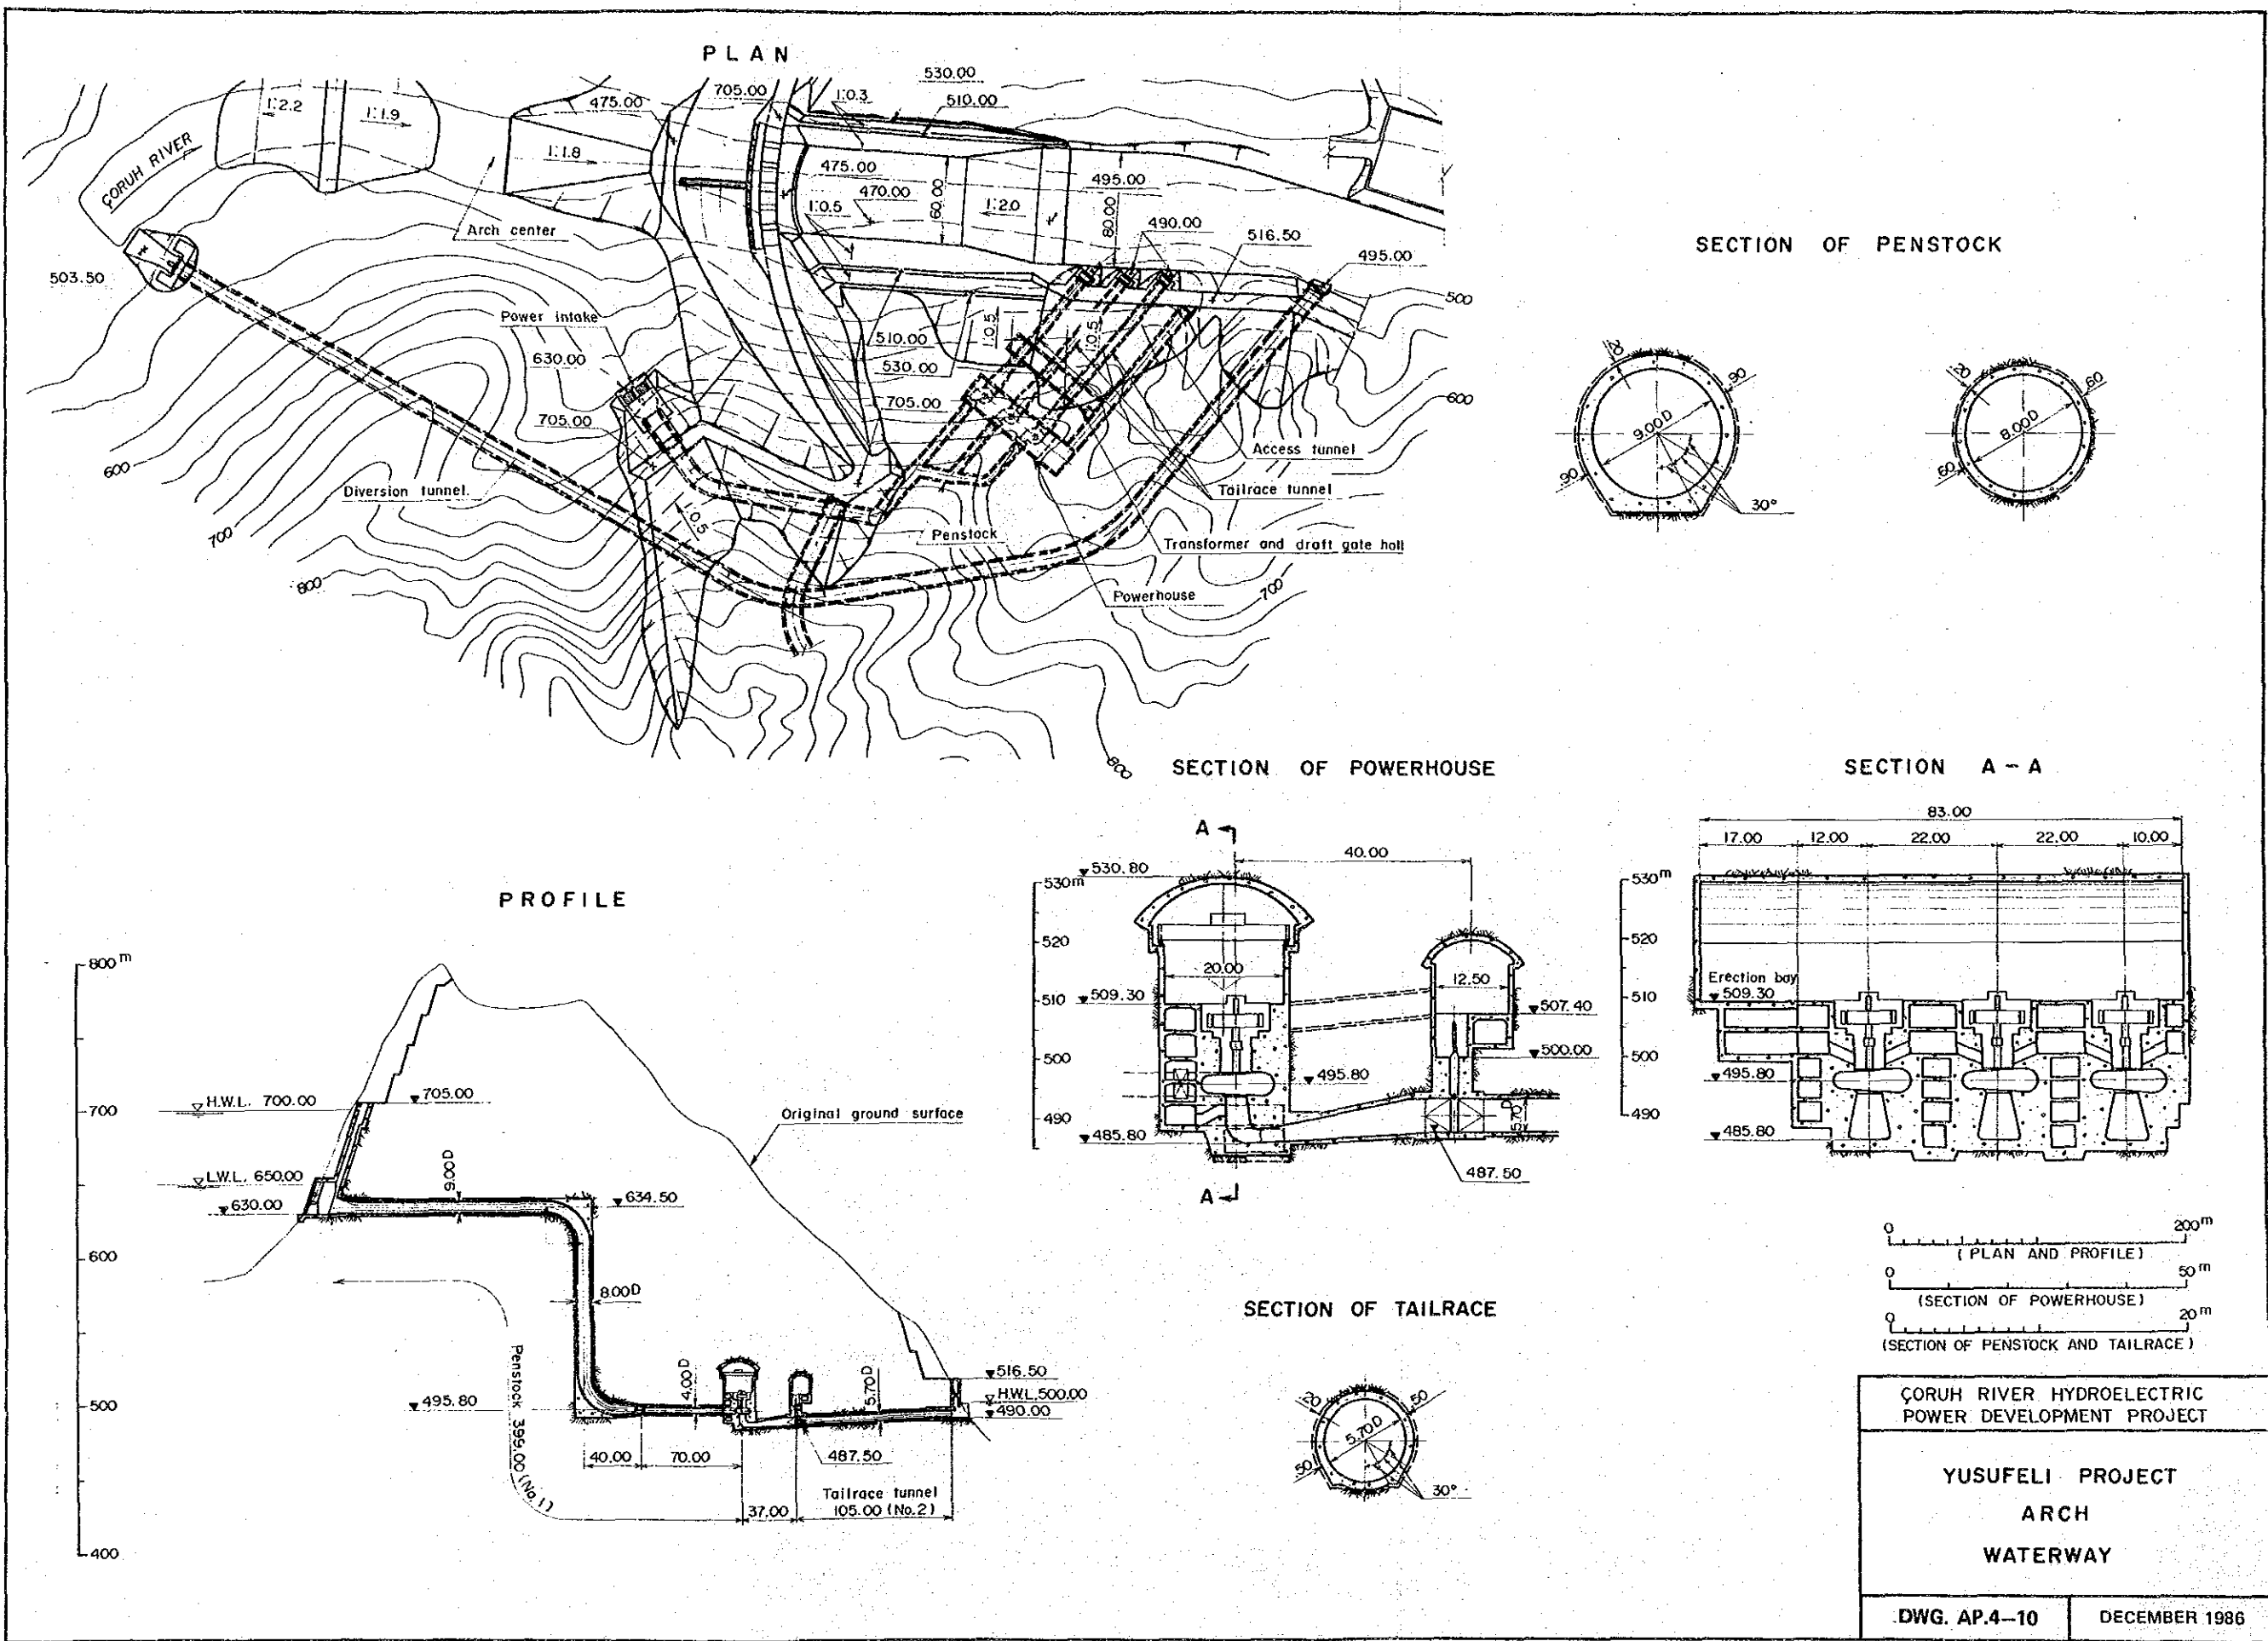 PLAN
530.00
705.00
1:0.3
475.00
510.00
1:2.2
1:1.9
ÇORUH RIVER
1:1.8
475.00
495.00
470.00
60.00
1:2.0
80.00
1:0.5
490.00
516.50
495.00
Arch center
503.50
500
Power intake
510.00
1:0.5
1:0.5
630.00
530.00
705.00
600
705.00
600
Access tunnel
Diversion tunnel
Tailrace tunnel
1:0.5
700
Penstock
Transformer and draft gate hall
800
Powerhouse
700
800
SECTION OF PENSTOCK
20
90
9.00D
90
30°
20
60
8.00D
60
PROFILE
800m
700
600
500
400
H.W.L. 700.00
705.00
Original ground surface
L.W.L. 650.00
9.00D
630.00
634.50
8.00D
Penstock 399.00 (No.1)
495.80
4.00D
5.70D
516.50
H.W.L. 500.00
490.00
40.00
70.00
487.50
37.00
Tailrace tunnel
105.00 (No.2)
SECTION OF POWERHOUSE
A
40.00
530.80
530m
520
510
500
490
20.00
12.50
509.30
507.40
500.00
495.80
5.70D
485.80
487.50
A
SECTION A-A
83.00
17.00
12.00
22.00
22.00
10.00
530m
520
510
500
490
Erection bay
509.30
495.80
485.80
SECTION OF TAILRACE
20
50
5.70D
50
30°
0 200m
(PLAN AND PROFILE)
0 50m
(SECTION OF POWERHOUSE)
0 20m
(SECTION OF PENSTOCK AND TAILRACE)
ÇORUH RIVER HYDROELECTRIC
POWER DEVELOPMENT PROJECT
YUSUFELI PROJECT
ARCH
WATERWAY
DWG. AP.4-10
DECEMBER 1986